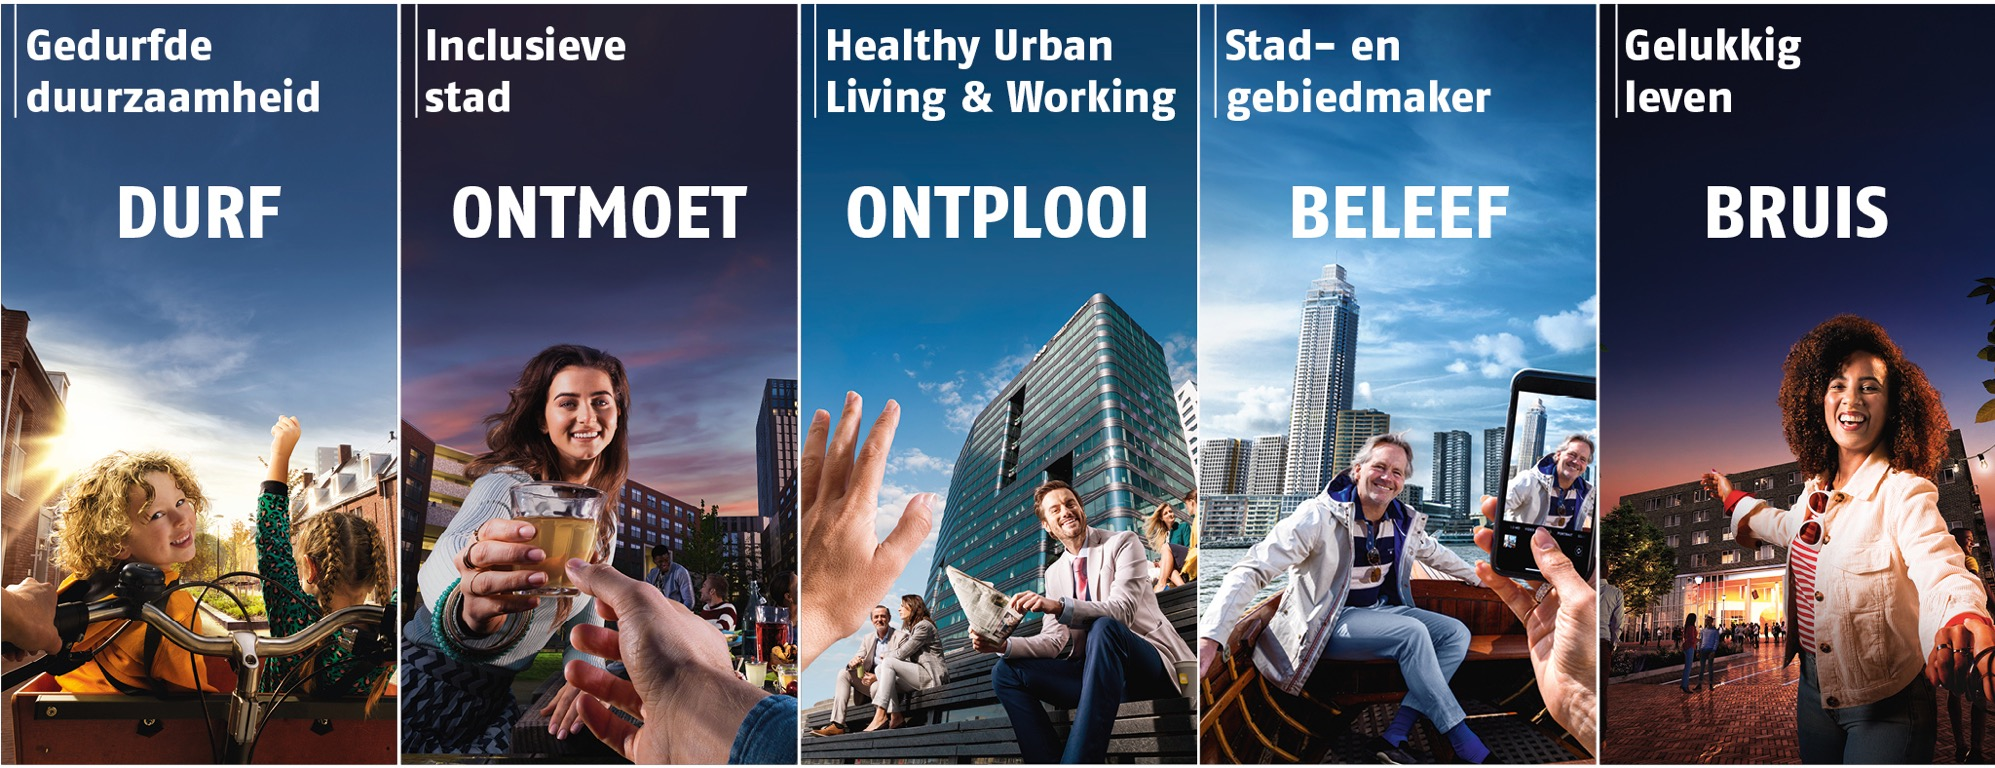 Gedurfde
duurzaamheid
DURF
Inclusieve
stad
ONTMOET
Healthy Urban
Living & Working
ONTPLOOI
Stad- en
gebiedmaker
BELEEF
Gelukkig
leven
BRUIS